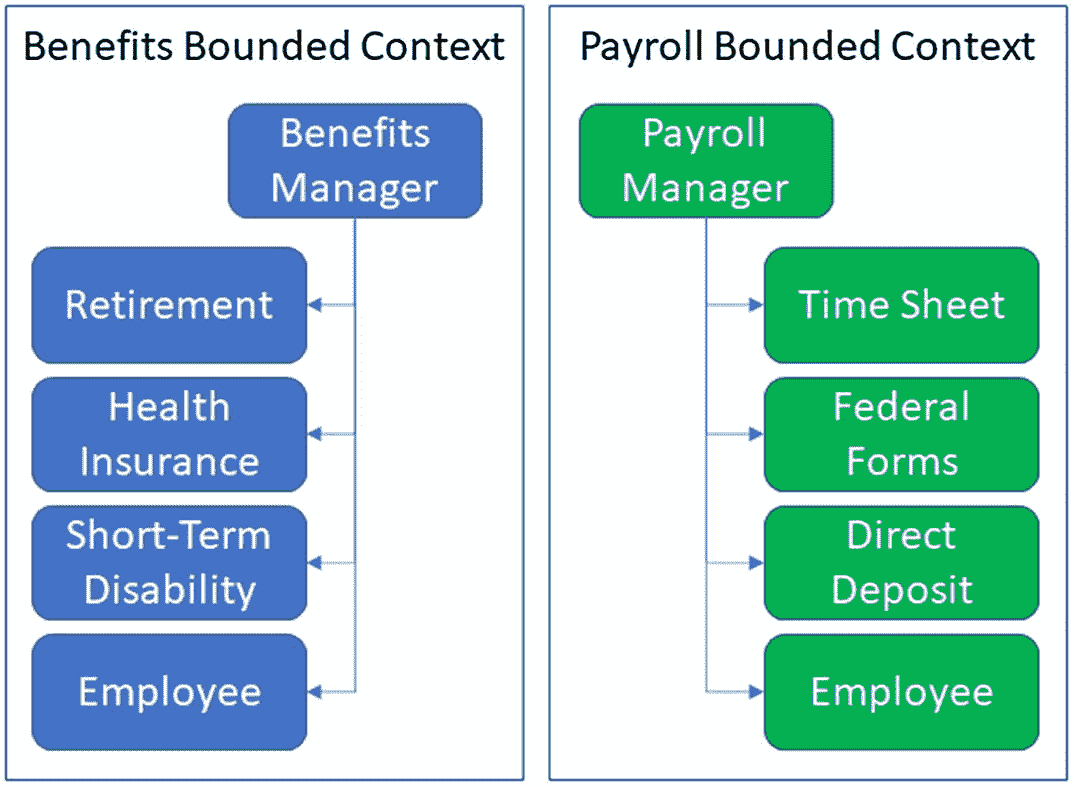 Benefits Bounded Context
Benefits
Manager
Retirement
Health
Insurance
Short-Term
Disability
Employee
Payroll Bounded Context
Payroll
Manager
Time Sheet
Federal
Forms
Direct
Deposit
Employee